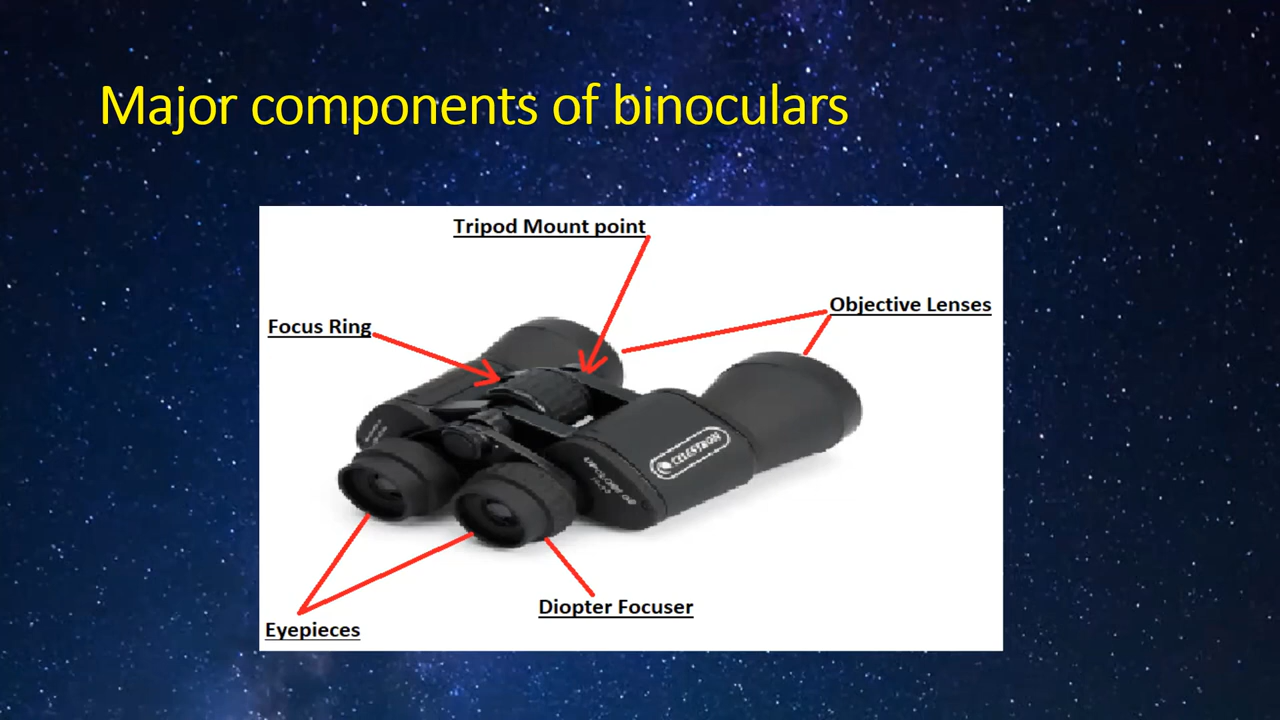 Major components of binoculars
Tripod Mount point
Objective Lenses
Focus Ring
CELESTRON
Diopter Focuser
Eyepieces